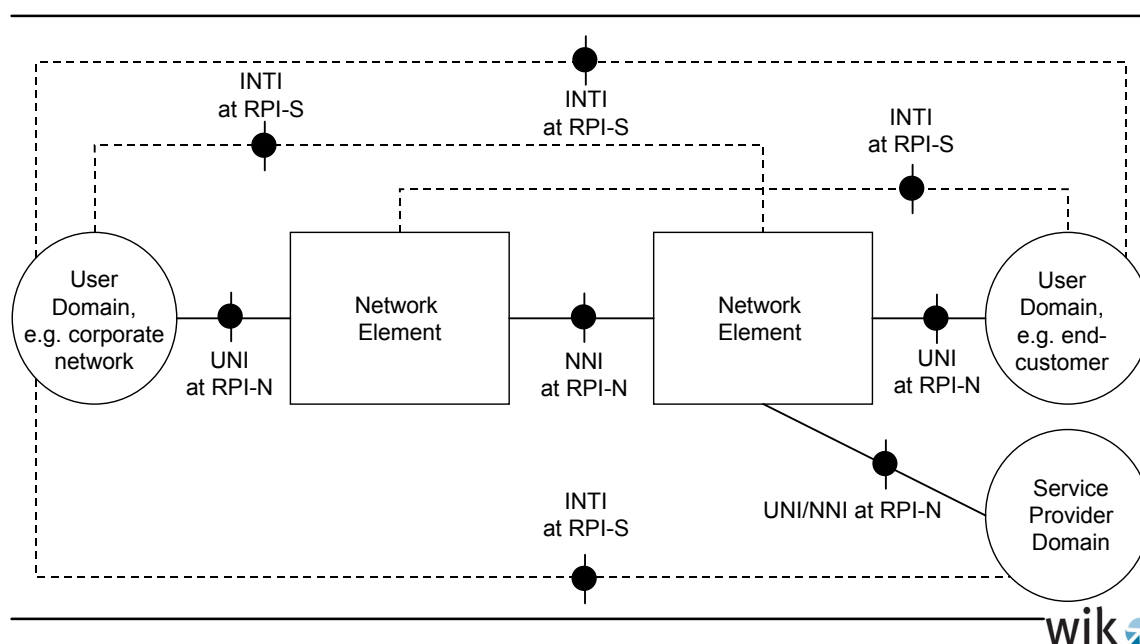 INTI
at RPI-S
INTI
at RPI-S
INTI
at RPI-S
User
Domain,
e.g. corporate
network
UNI
at RPI-N
Network
Element
NNI
at RPI-N
Network
Element
UNI
at RPI-N
User
Domain,
e.g. end-
customer
UNI/NNI at RPI-N
Service
Provider
Domain
INTI
at RPI-S
wik